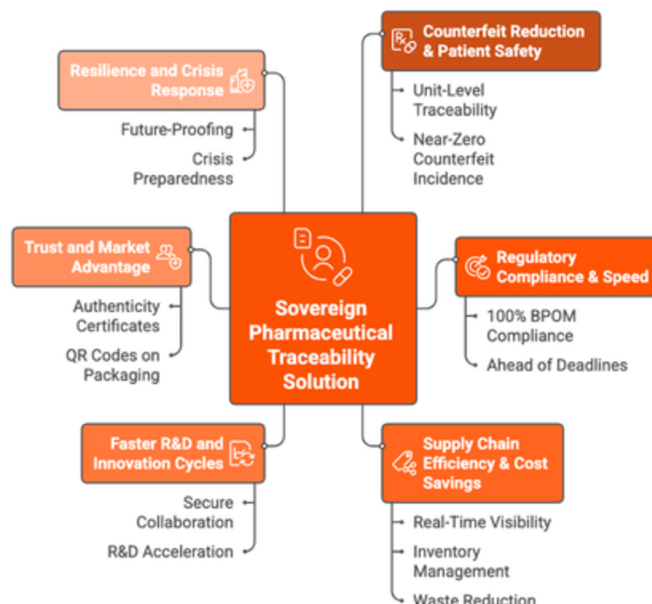 Counterfeit Reduction
& Patient Safety
Unit-Level
Traceability
Near-Zero
Counterfeit
Incidence
Resilience and Crisis
Response
Future-Proofing
Crisis
Preparedness
Trust and Market
Advantage
Authenticity
Certificates
QR Codes on
Packaging
Sovereign
Pharmaceutical
Traceability
Solution
Regulatory
Compliance & Speed
100% BPOM
Compliance
Ahead of Deadlines
Faster R&D and
Innovation Cycles
Secure
Collaboration
R&D Acceleration
Supply Chain
Efficiency & Cost
Savings
Real-Time Visibility
Inventory
Management
Waste Reduction